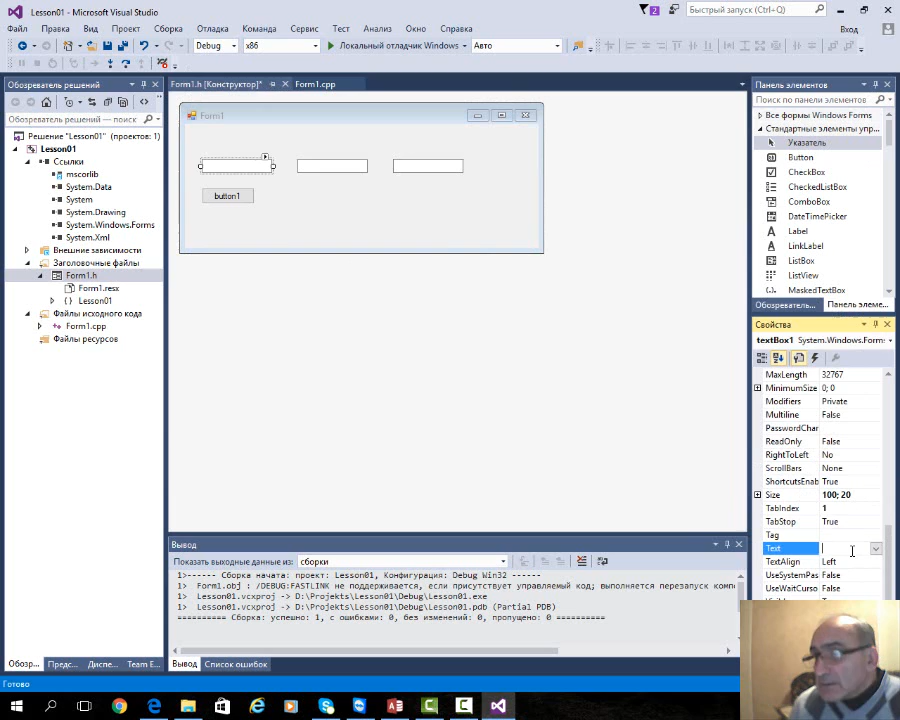 Lesson01 - Microsoft Visual Studio
2
Быстрый запуск (Ctrl+Q)
Файл Правка Вид Проект Сборка Отладка Команда Сервис Тест Анализ Окно Справка
Вход
Debug x86 Локальный отладчик Windows Авто
Обозреватель решений
Обозреватель решений —
Решение "Lesson01" (проектов: 1)
Lesson01
Ссылки
mscorlib
System.Data
System
System.Drawing
System.Windows.Forms
System.Xml
Внешние зависимости
Заголовочные файлы
Form1.h
Form1.resx
{ } Lesson01
Файлы исходного кода
Form1.cpp
Файлы ресурсов
Обозр... Предс... Диспе... Team E...
Form1.h [Конструктор]* Form1.cpp
Form1
button1
Вывод
Показать выходные данные из: сборки
1>------ Сборка начата: проект: Lesson01, Конфигурация: Debug Win32 ------
1> Form1.obj : /DEBUG:FASTLINK не поддерживается, если присутствует управляемый код; выполняется перезапуск комп
1> Lesson01.vcxproj -> D:\Projekts\Lesson01\Debug\Lesson01.exe
1> Lesson01.vcxproj -> D:\Projekts\Lesson01\Debug\Lesson01.pdb (Partial PDB)
========== Сборка: успешно: 1, с ошибками: 0, без изменений: 0, пропущено: 0 ==========
Вывод Список ошибок
Панель элементов
Поиск по панели элементов
Все формы Windows Forms
Стандартные элементы упр...
Указатель
Button
CheckBox
CheckedListBox
ComboBox
DateTimePicker
Label
LinkLabel
ListBox
ListView
MaskedTextBox
Обозреватель... Панель элеме...
Свойства
textBox1 System.Windows.Forms
MaxLength 32767
MinimumSize 0; 0
Modifiers Private
Multiline False
PasswordChar
ReadOnly False
RightToLeft No
ScrollBars None
ShortcutsEnab True
Size 100; 20
TabIndex 1
TabStop True
Tag
Text
TextAlign Left
UseSystemPas False
UseWaitCurso False
Готово